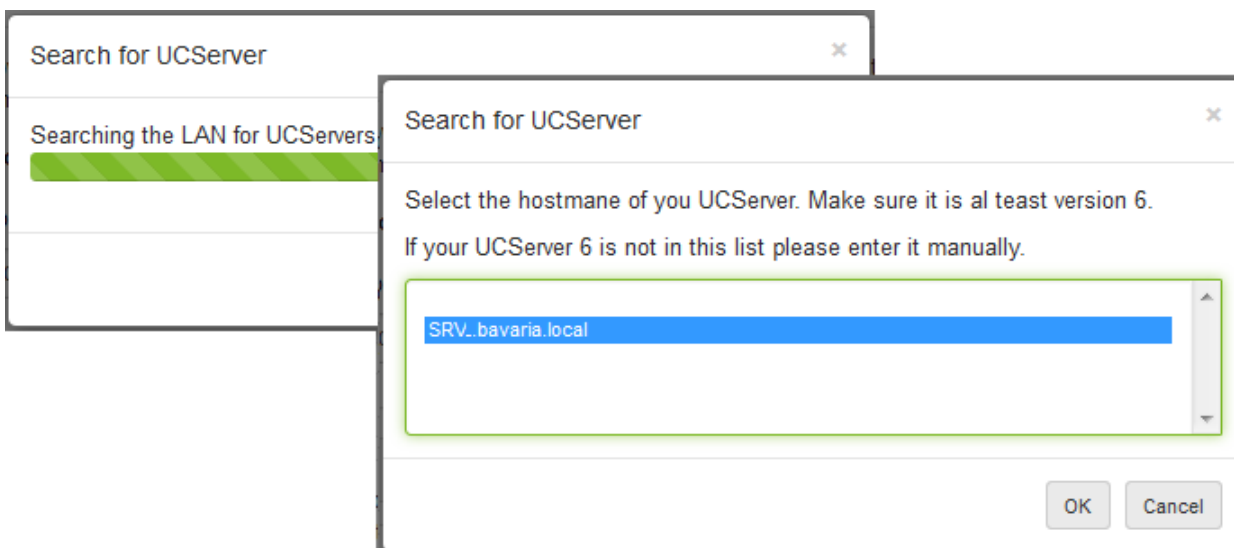 Search for UCServer
×
Searching the LAN for UCServers
Search for UCServer
×
Select the hostmane of you UCServer. Make sure it is al teast version 6.
If your UCServer 6 is not in this list please enter it manually.
SRV...bavaria.local
OK
Cancel